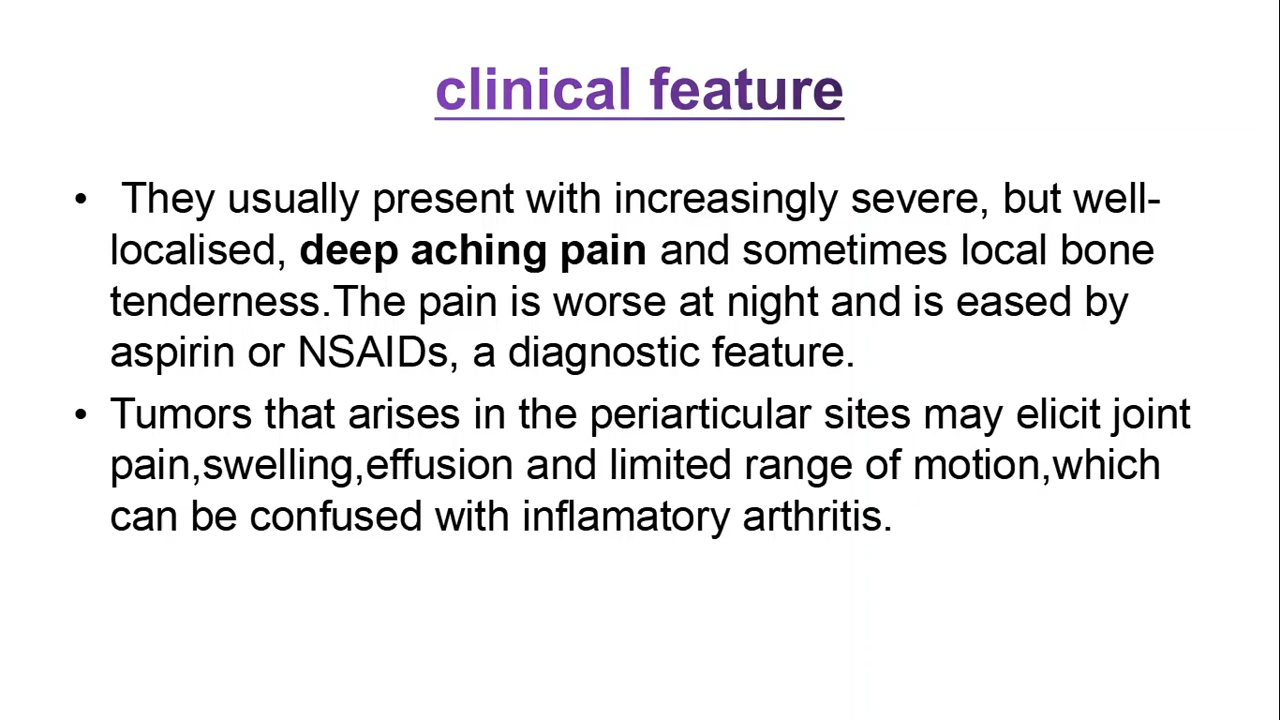 clinical feature
• They usually present with increasingly severe, but well-
localised, deep aching pain and sometimes local bone
tenderness.The pain is worse at night and is eased by
aspirin or NSAIDs, a diagnostic feature.
• Tumors that arises in the periarticular sites may elicit joint
pain,swelling,effusion and limited range of motion,which
can be confused with inflamatory arthritis.